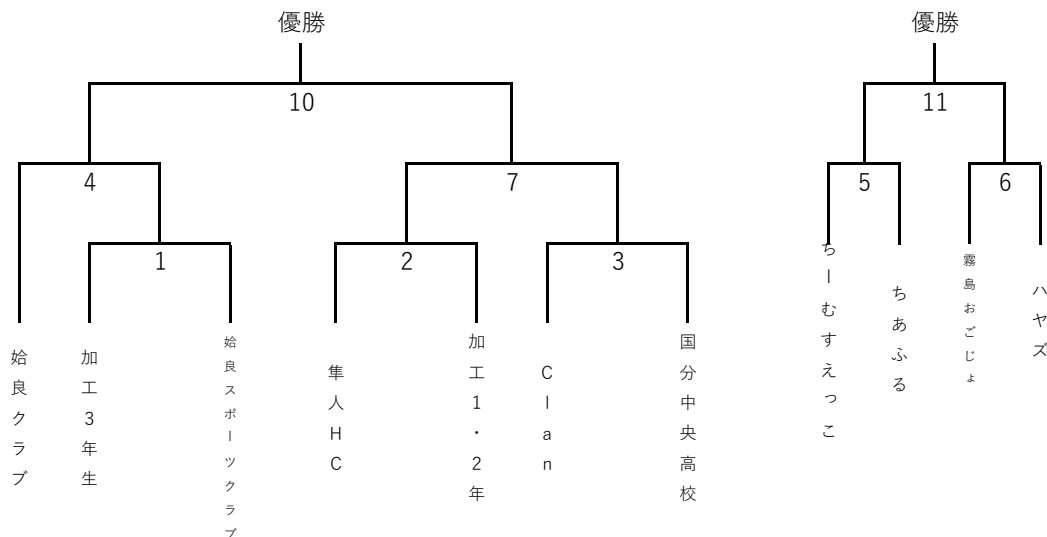 優勝
優勝
10
11
4
7
5
6
1
2
3
姶良クラブ
加工3年生
姶良スポーツクラブ
隼人HC
加工1・2年
Clan
国分中央高校
ちーむすえっこ
ちあふる
霧島おごじょ
ハヤズ